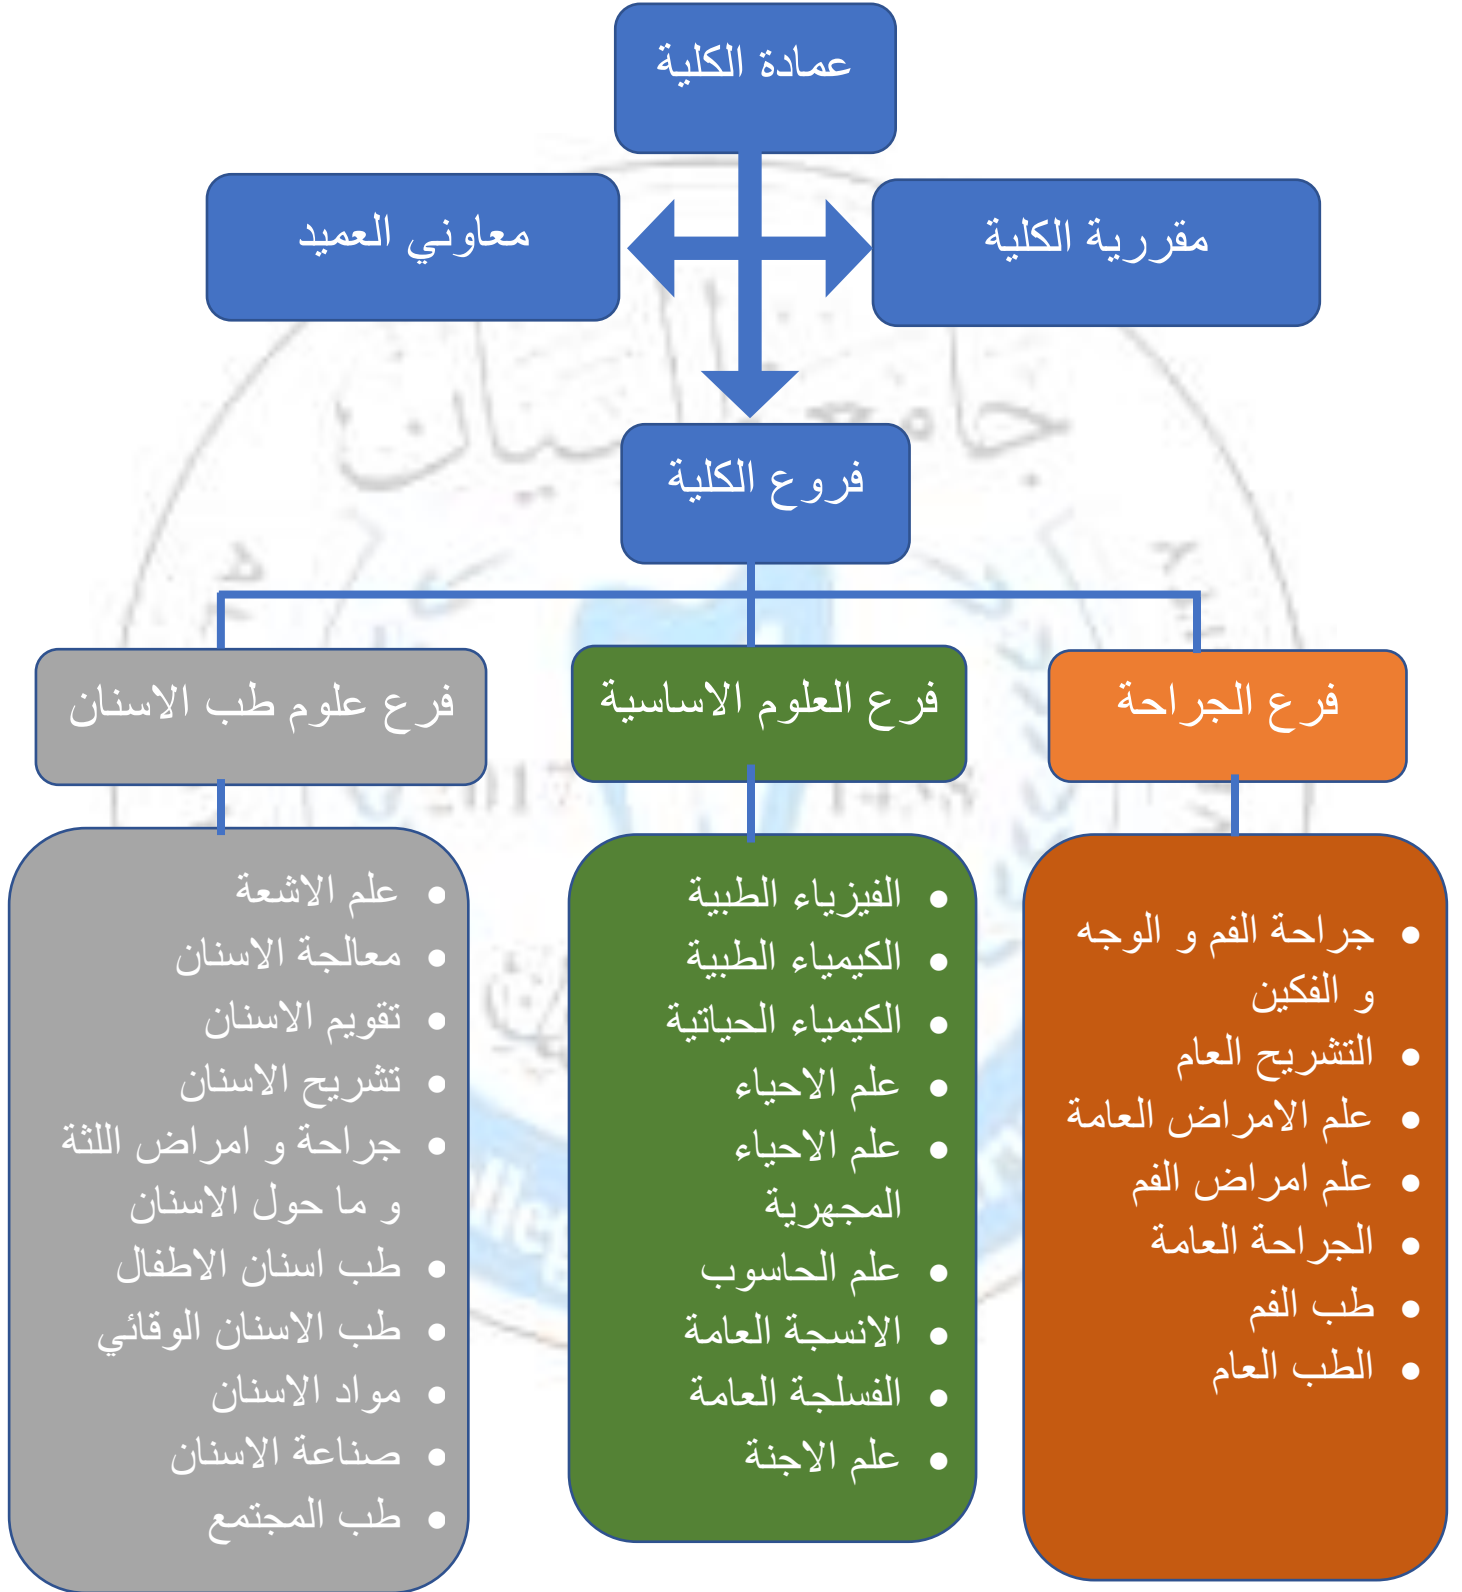 عمادة الكلية
مقررية الكلية
معاوني العميد
فروع الكلية
فرع الجراحة
فرع العلوم الاساسية
فرع علوم طب الاسنان
• جراحة الفم و الوجه
و الفكين
• التشريح العام
• علم الامراض العامة
• علم امراض الفم
• الجراحة العامة
• طب الفم
• الطب العام
• الفيزياء الطبية
• الكيمياء الطبية
• الكيمياء الحياتية
• علم الاحياء
• علم الاحياء
المجهرية
• علم الحاسوب
• الانسجة العامة
• الفسلجة العامة
• علم الاجنة
• علم الاشعة
• معالجة الاسنان
• تقويم الاسنان
• تشريح الاسنان
• جراحة و امراض اللثة
و ما حول الاسنان
• طب اسنان الاطفال
• طب الاسنان الوقائي
• مواد الاسنان
• صناعة الاسنان
• طب المجتمع
جامعة البيان
2017
1438